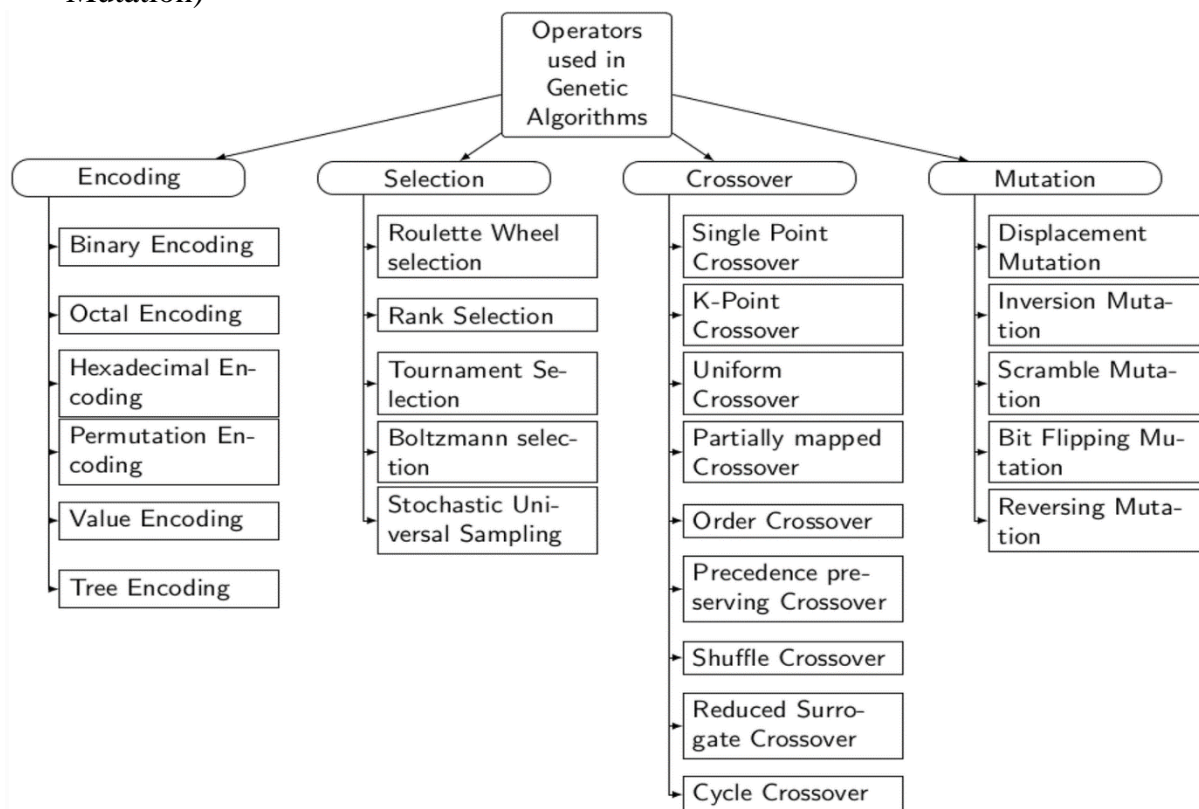 Mutation)
Operators
used in
Genetic
Algorithms
Encoding
Selection
Crossover
Mutation
Binary Encoding
Octal Encoding
Hexadecimal En-
coding
Permutation En-
coding
Value Encoding
Tree Encoding
Roulette Wheel
selection
Rank Selection
Tournament Se-
lection
Boltzmann selec-
tion
Stochastic Uni-
versal Sampling
Single Point
Crossover
K-Point
Crossover
Uniform
Crossover
Partially mapped
Crossover
Order Crossover
Precedence pre-
serving Crossover
Shuffle Crossover
Reduced Surro-
gate Crossover
Cycle Crossover
Displacement
Mutation
Inversion Muta-
tion
Scramble Muta-
tion
Bit Flipping Mu-
tation
Reversing Muta-
tion